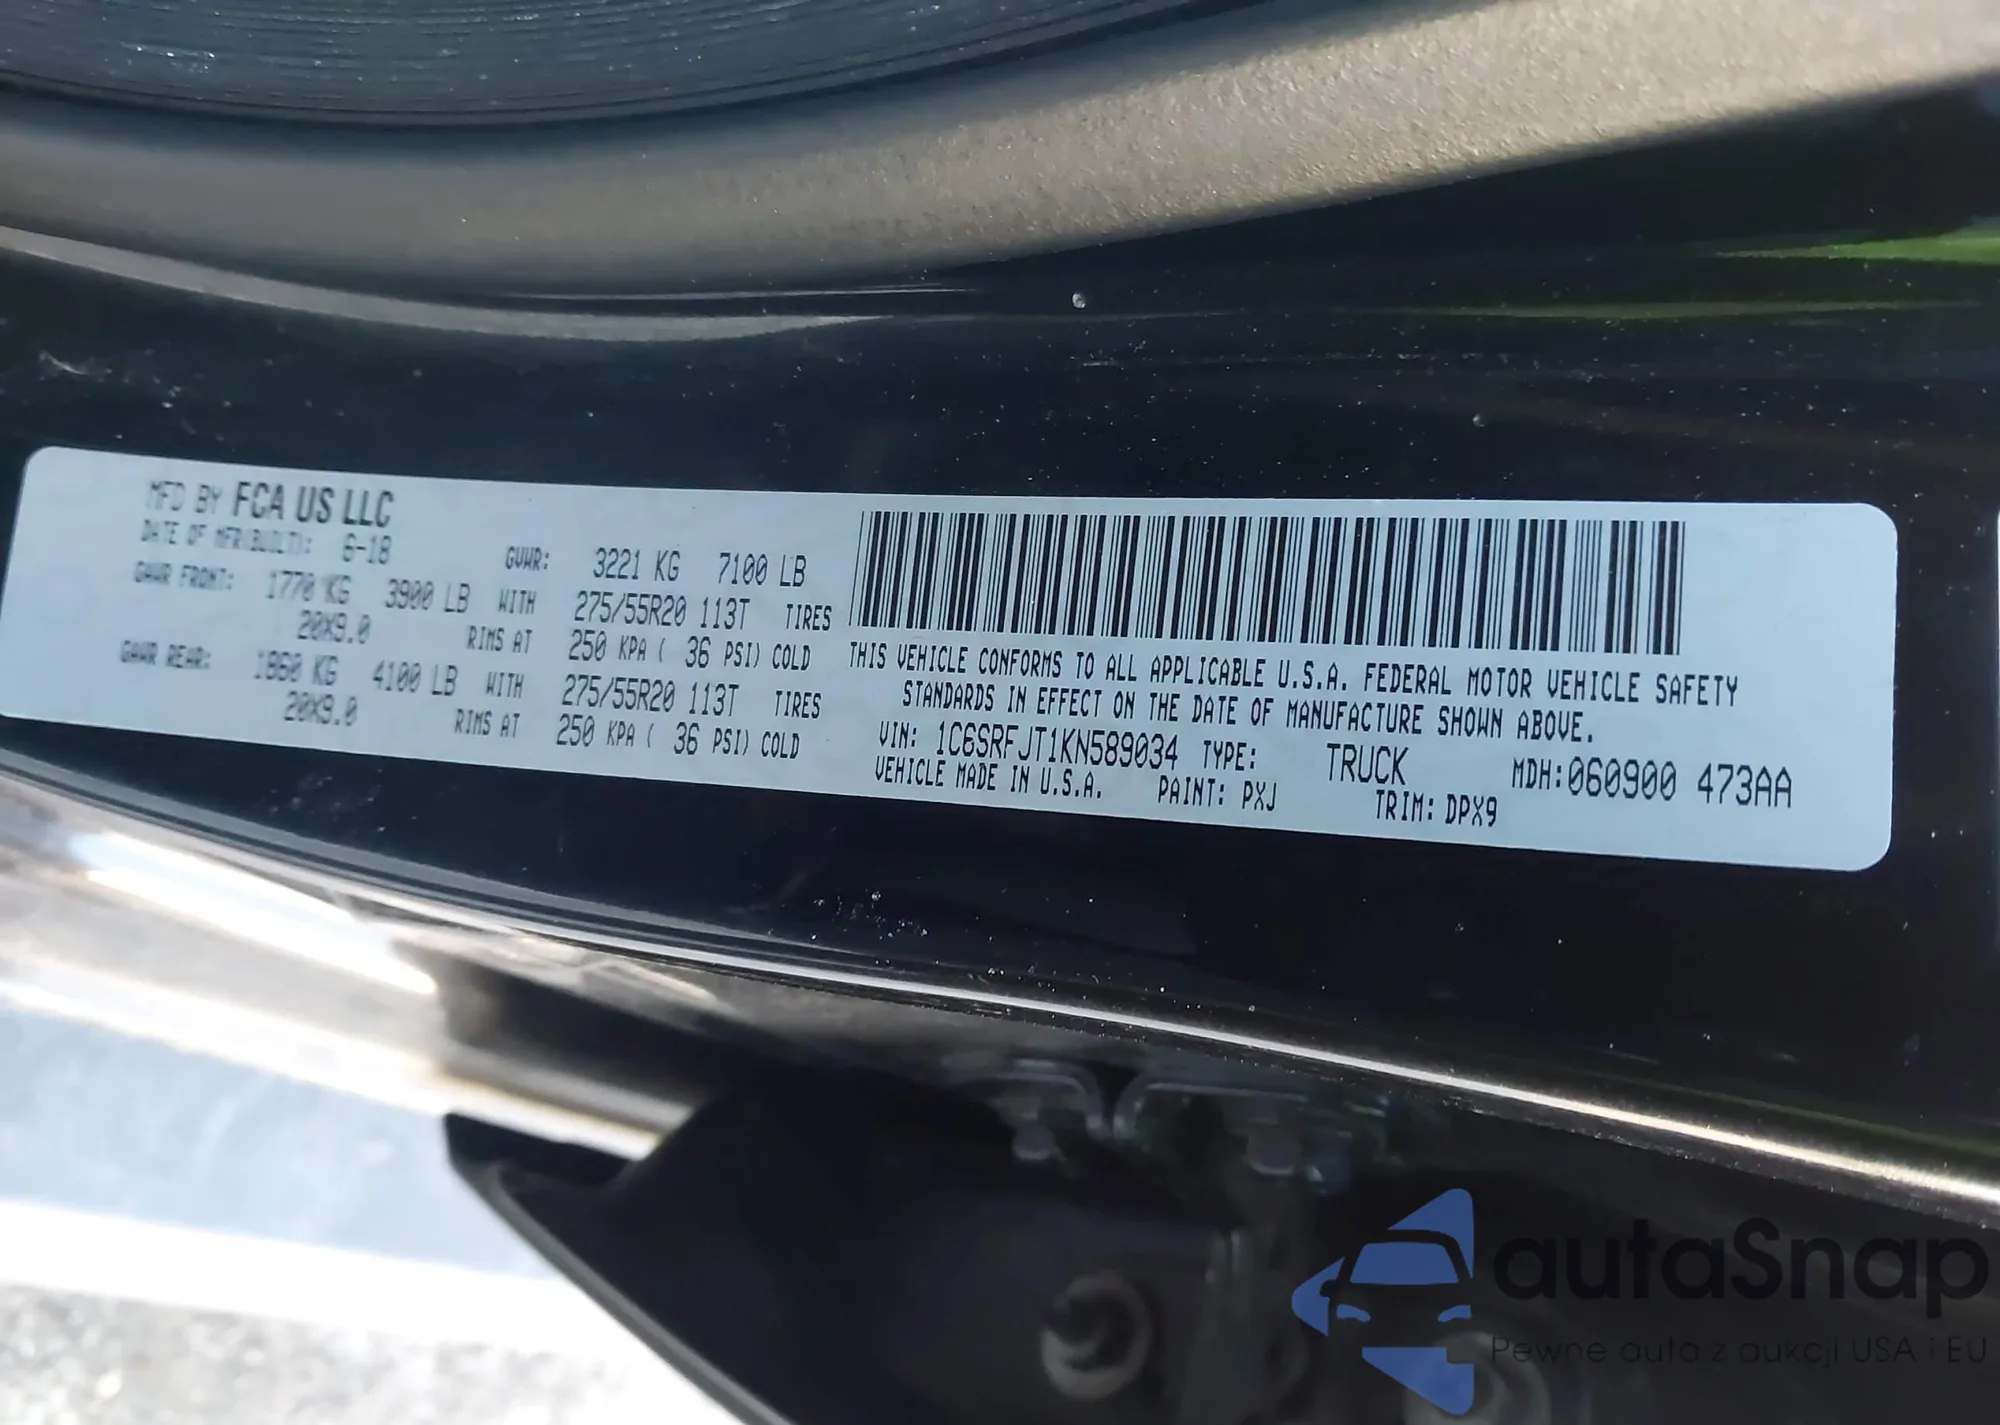 MFD BY FCA US LLC
DATE OF MFR(BUILT): 6-18 GVWR: 3221 KG 7100 LB
GAWR FRONT: 1770 KG 3900 LB WITH 275/55R20 113T TIRES
20X9.0 RIMS AT 250 KPA ( 36 PSI) COLD
GAWR REAR: 1860 KG 4100 LB WITH 275/55R20 113T TIRES
20X9.0 RIMS AT 250 KPA ( 36 PSI) COLD
THIS VEHICLE CONFORMS TO ALL APPLICABLE U.S.A. FEDERAL MOTOR VEHICLE SAFETY
STANDARDS IN EFFECT ON THE DATE OF MANUFACTURE SHOWN ABOVE.
VIN: 1C6SRFJT1KN589034 TYPE: TRUCK MDH:060900 473AA
VEHICLE MADE IN U.S.A. PAINT: PXJ TRIM: DPX9
autaSnap
Pewne auta z aukcji USA i EU